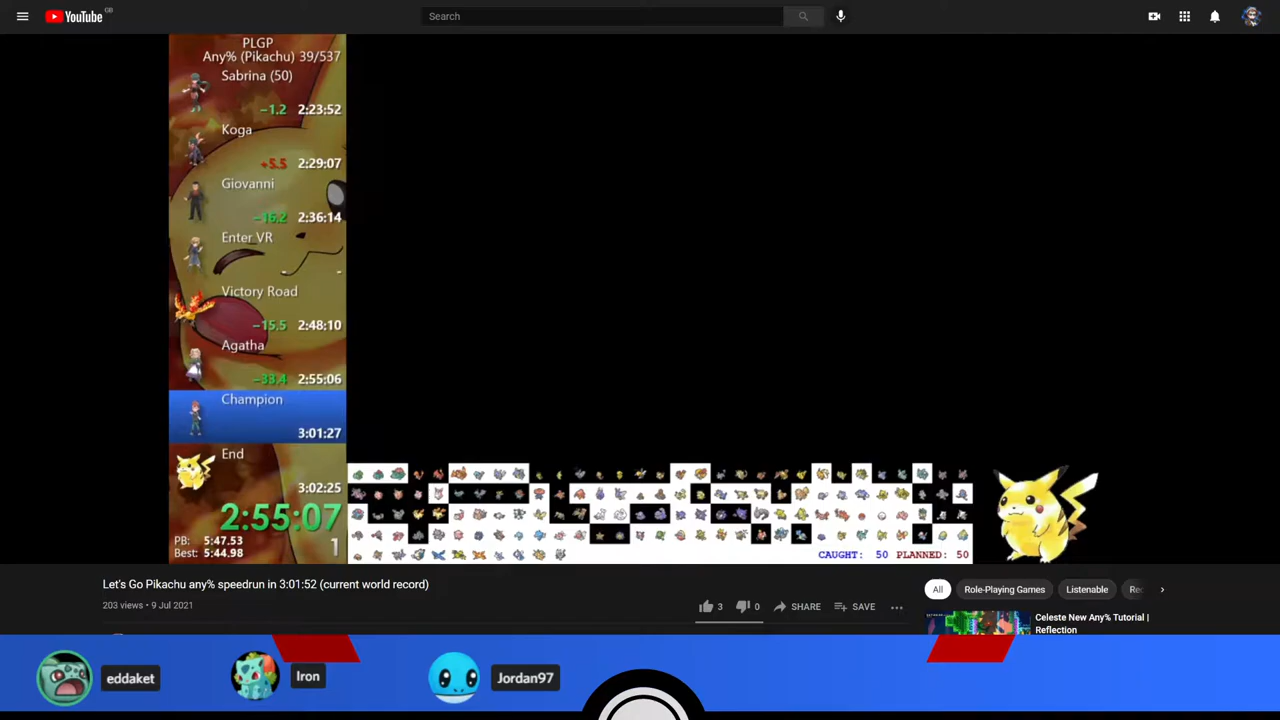 YouTube GB
Search
PLGP
Any% (Pikachu) 39/537
Sabrina (50)
-1.2 2:23:52
Koga
+5.5 2:29:07
Giovanni
-16.2 2:36:14
Enter VR
Victory Road
-15.5 2:48:10
Agatha
-33.4 2:55:06
Champion
3:01:27
End
3:02:25
2:55:07
PB: 5:47.53
Best: 5:44.98
1
CAUGHT: 50 PLANNED: 50
Let's Go Pikachu any% speedrun in 3:01:52 (current world record)
203 views • 9 Jul 2021
3 0 SHARE SAVE
All Role-Playing Games Listenable
Celeste New Any% Tutorial |
Reflection
eddaket Iron Jordan97